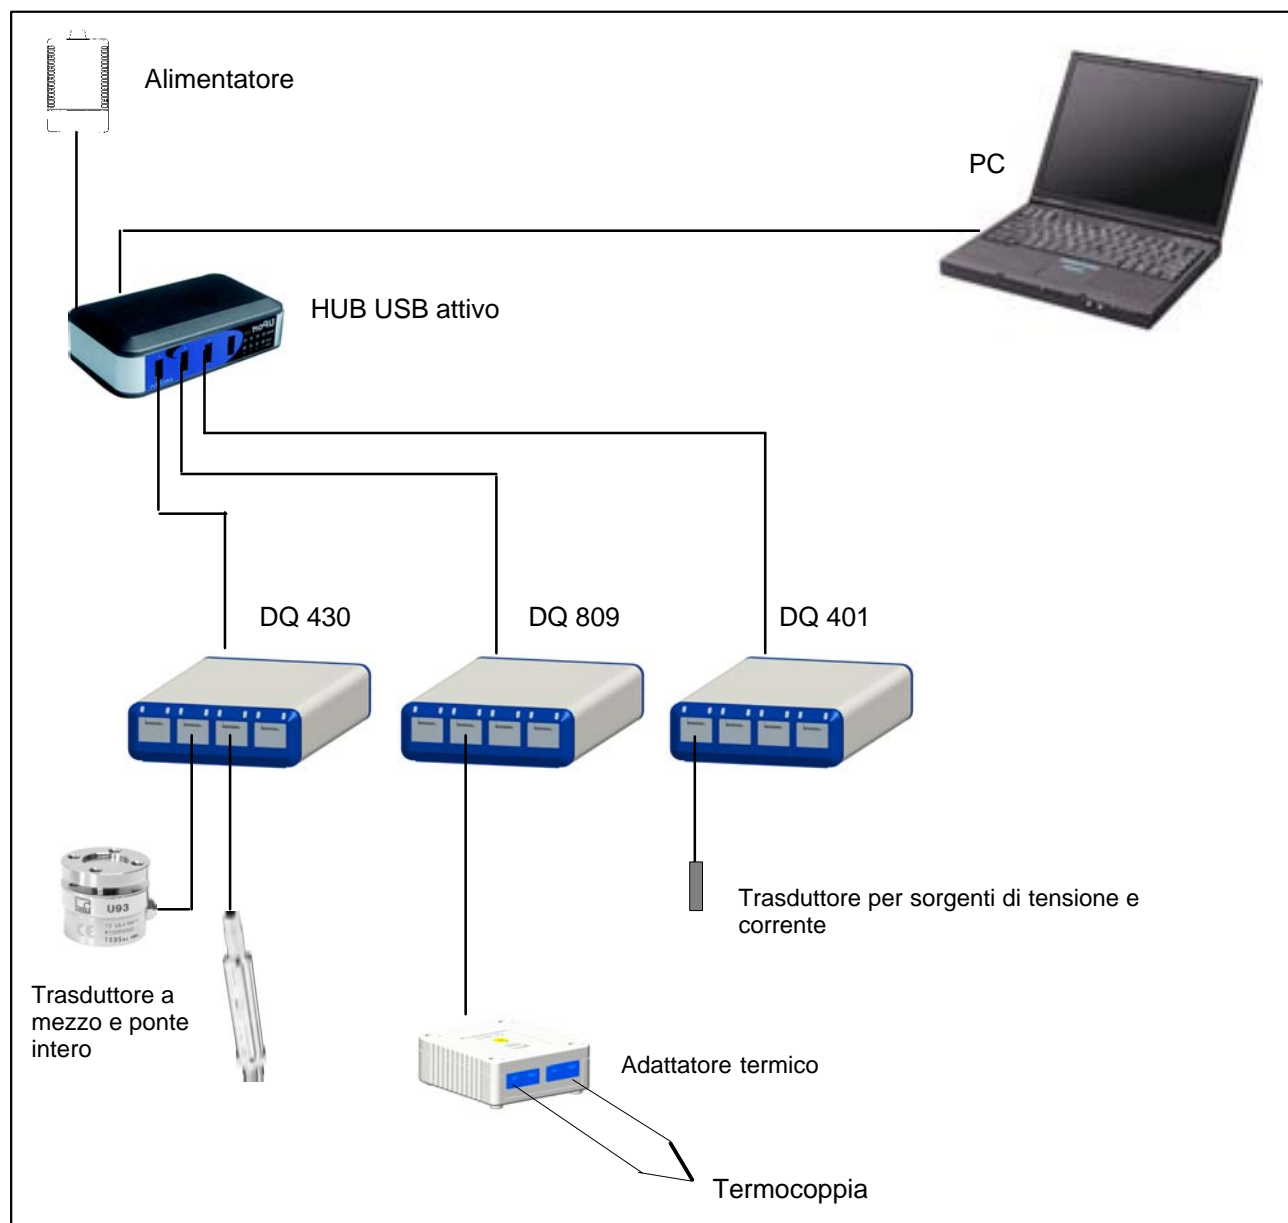 Alimentatore
PC
HUB USB attivo
UPort
DQ 430
DQ 809
DQ 401
U93
Trasduttore per sorgenti di tensione e
corrente
Trasduttore a
mezzo e ponte
intero
Adattatore termico
Termocoppia